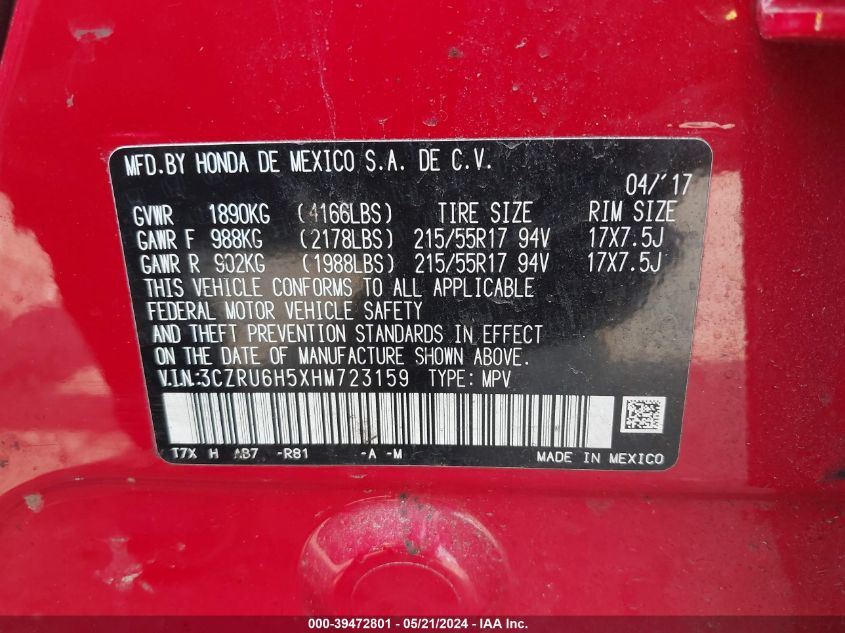 MFD.BY HONDA DE MEXICO S.A. DE C.V.
04/'17
GVWR 1890KG (4166LBS) TIRE SIZE RIM SIZE
GAWR F 988KG (2178LBS) 215/55R17 94V 17X7.5J
GAWR R 902KG (1988LBS) 215/55R17 94V 17X7.5J
THIS VEHICLE CONFORMS TO ALL APPLICABLE
FEDERAL MOTOR VEHICLE SAFETY
AND THEFT PREVENTION STANDARDS IN EFFECT
ON THE DATE OF MANUFACTURE SHOWN ABOVE.
V.I.N:3CZRU6H5XHM723159 TYPE: MPV
T7X H AB7 -R81 -A -M
MADE IN MEXICO
000-39472801 - 05/21/2024 - IAA Inc.